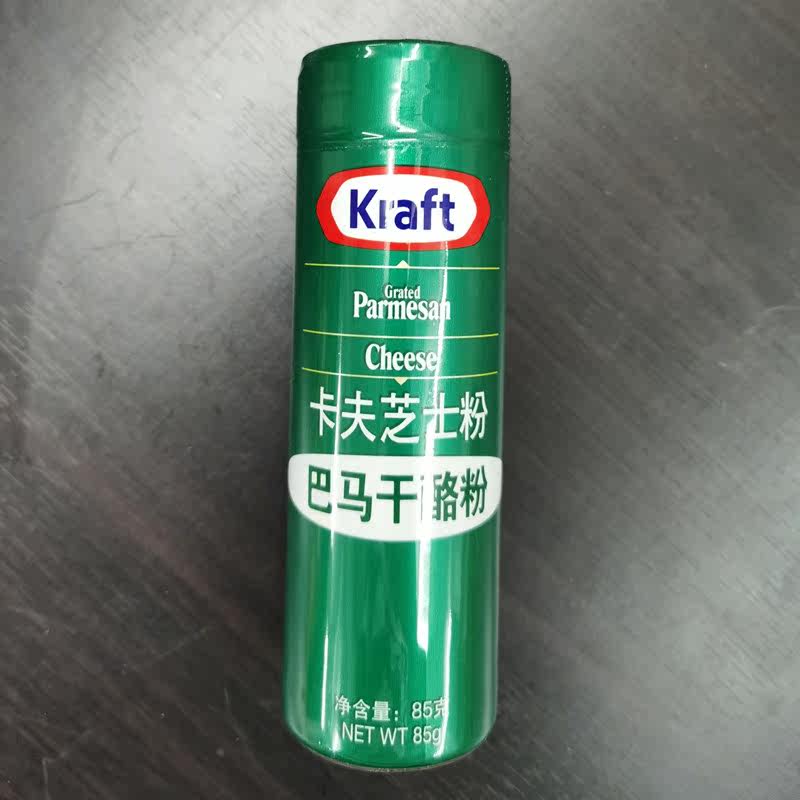 Kraft
Grated
Parmesan
Cheese
卡夫芝士粉
巴马干酪粉
净含量：85克
NET WT 85g